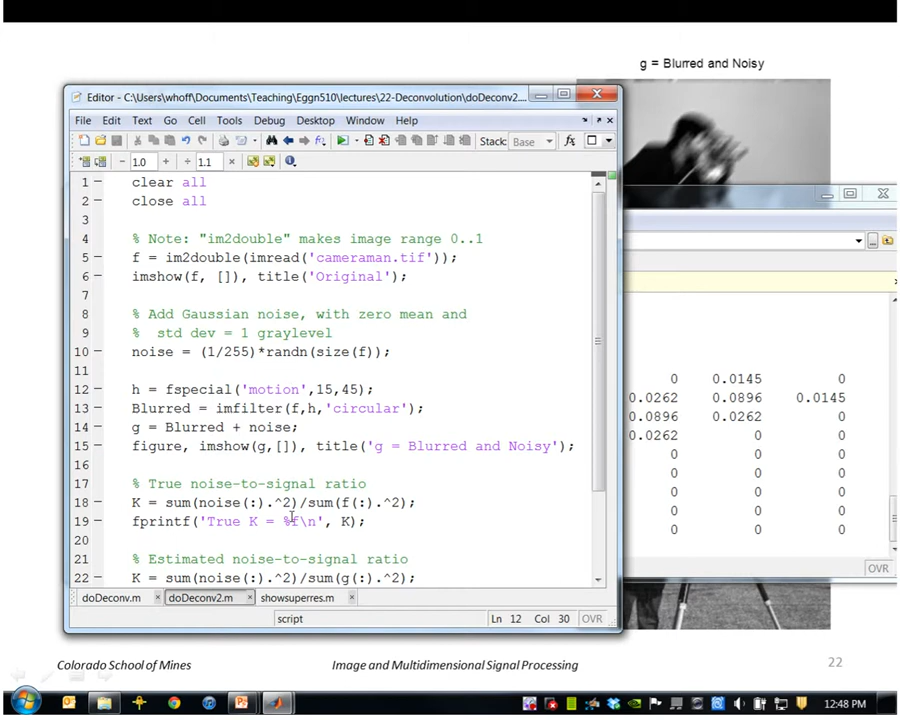 g = Blurred and Noisy
Editor - C:\Users\whoff\Documents\Teaching\Eggn510\lectures\22-Deconvolution\doDeconv2....
File Edit Text Go Cell Tools Debug Desktop Window Help
Stack: Base
1.0
1.1
1 clear all
2 close all
3
4 % Note: "im2double" makes image range 0..1
5 f = im2double(imread('cameraman.tif'));
6 imshow(f, []), title('Original');
7
8 % Add Gaussian noise, with zero mean and
9 % std dev = 1 graylevel
10 noise = (1/255)*randn(size(f));
11
12 h = fspecial('motion',15,45);
13 Blurred = imfilter(f,h,'circular');
14 g = Blurred + noise;
15 figure, imshow(g,[]), title('g = Blurred and Noisy');
16
17 % True noise-to-signal ratio
18 K = sum(noise(:).^2)/sum(f(:).^2);
19 fprintf('True K = %f\n', K);
20
21 % Estimated noise-to-signal ratio
22 K = sum(noise(:).^2)/sum(g(:).^2);
0 0.0145 0
0.0262 0.0896 0.0145
0.0896 0.0262 0
0.0262 0 0
0 0 0
0 0 0
0 0 0
0 0 0
0 0 0
OVR
doDeconv.m doDeconv2.m showsuperres.m
script Ln 12 Col 30 OVR
Colorado School of Mines Image and Multidimensional Signal Processing 22
12:48 PM